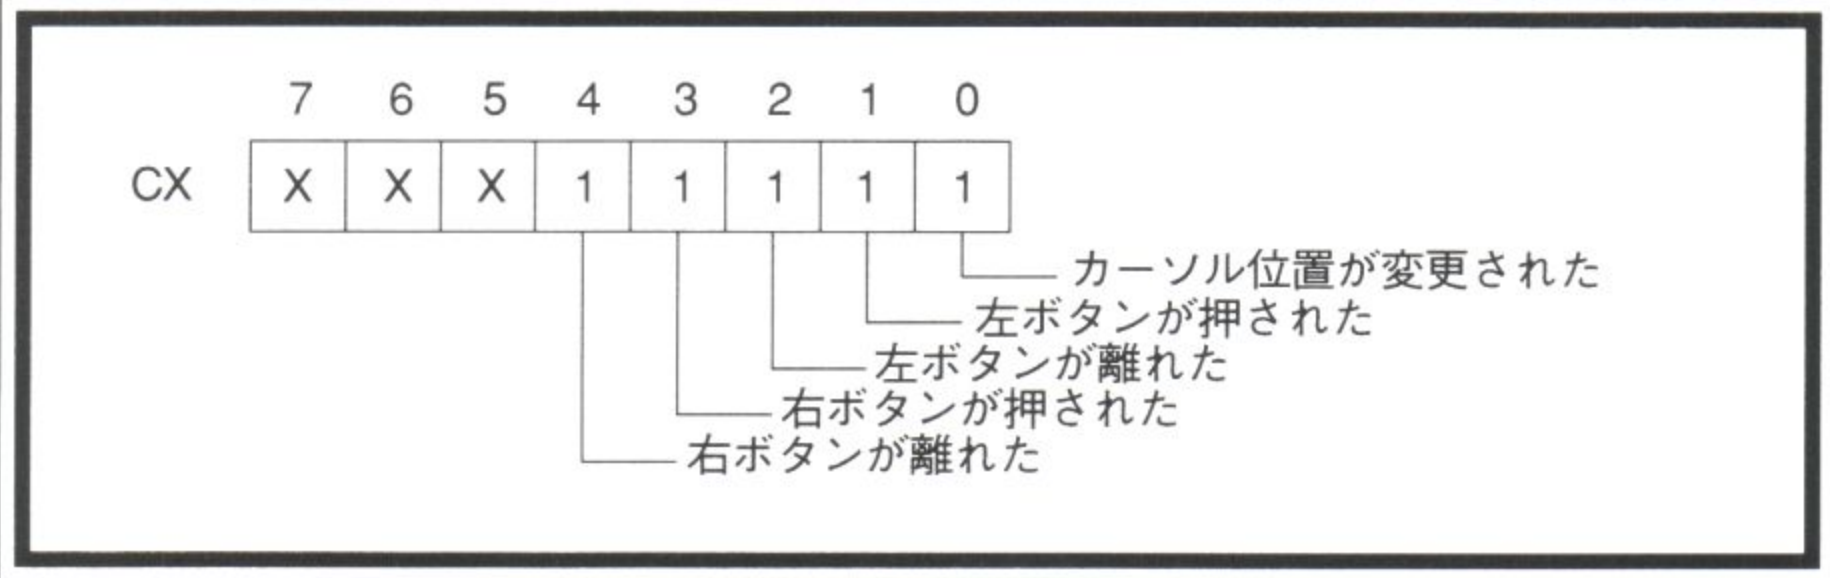 7 6 5 4 3 2 1 0
CX X X X 1 1 1 1 1
カーソル位置が変更された
左ボタンが押された
左ボタンが離れた
右ボタンが押された
右ボタンが離れた